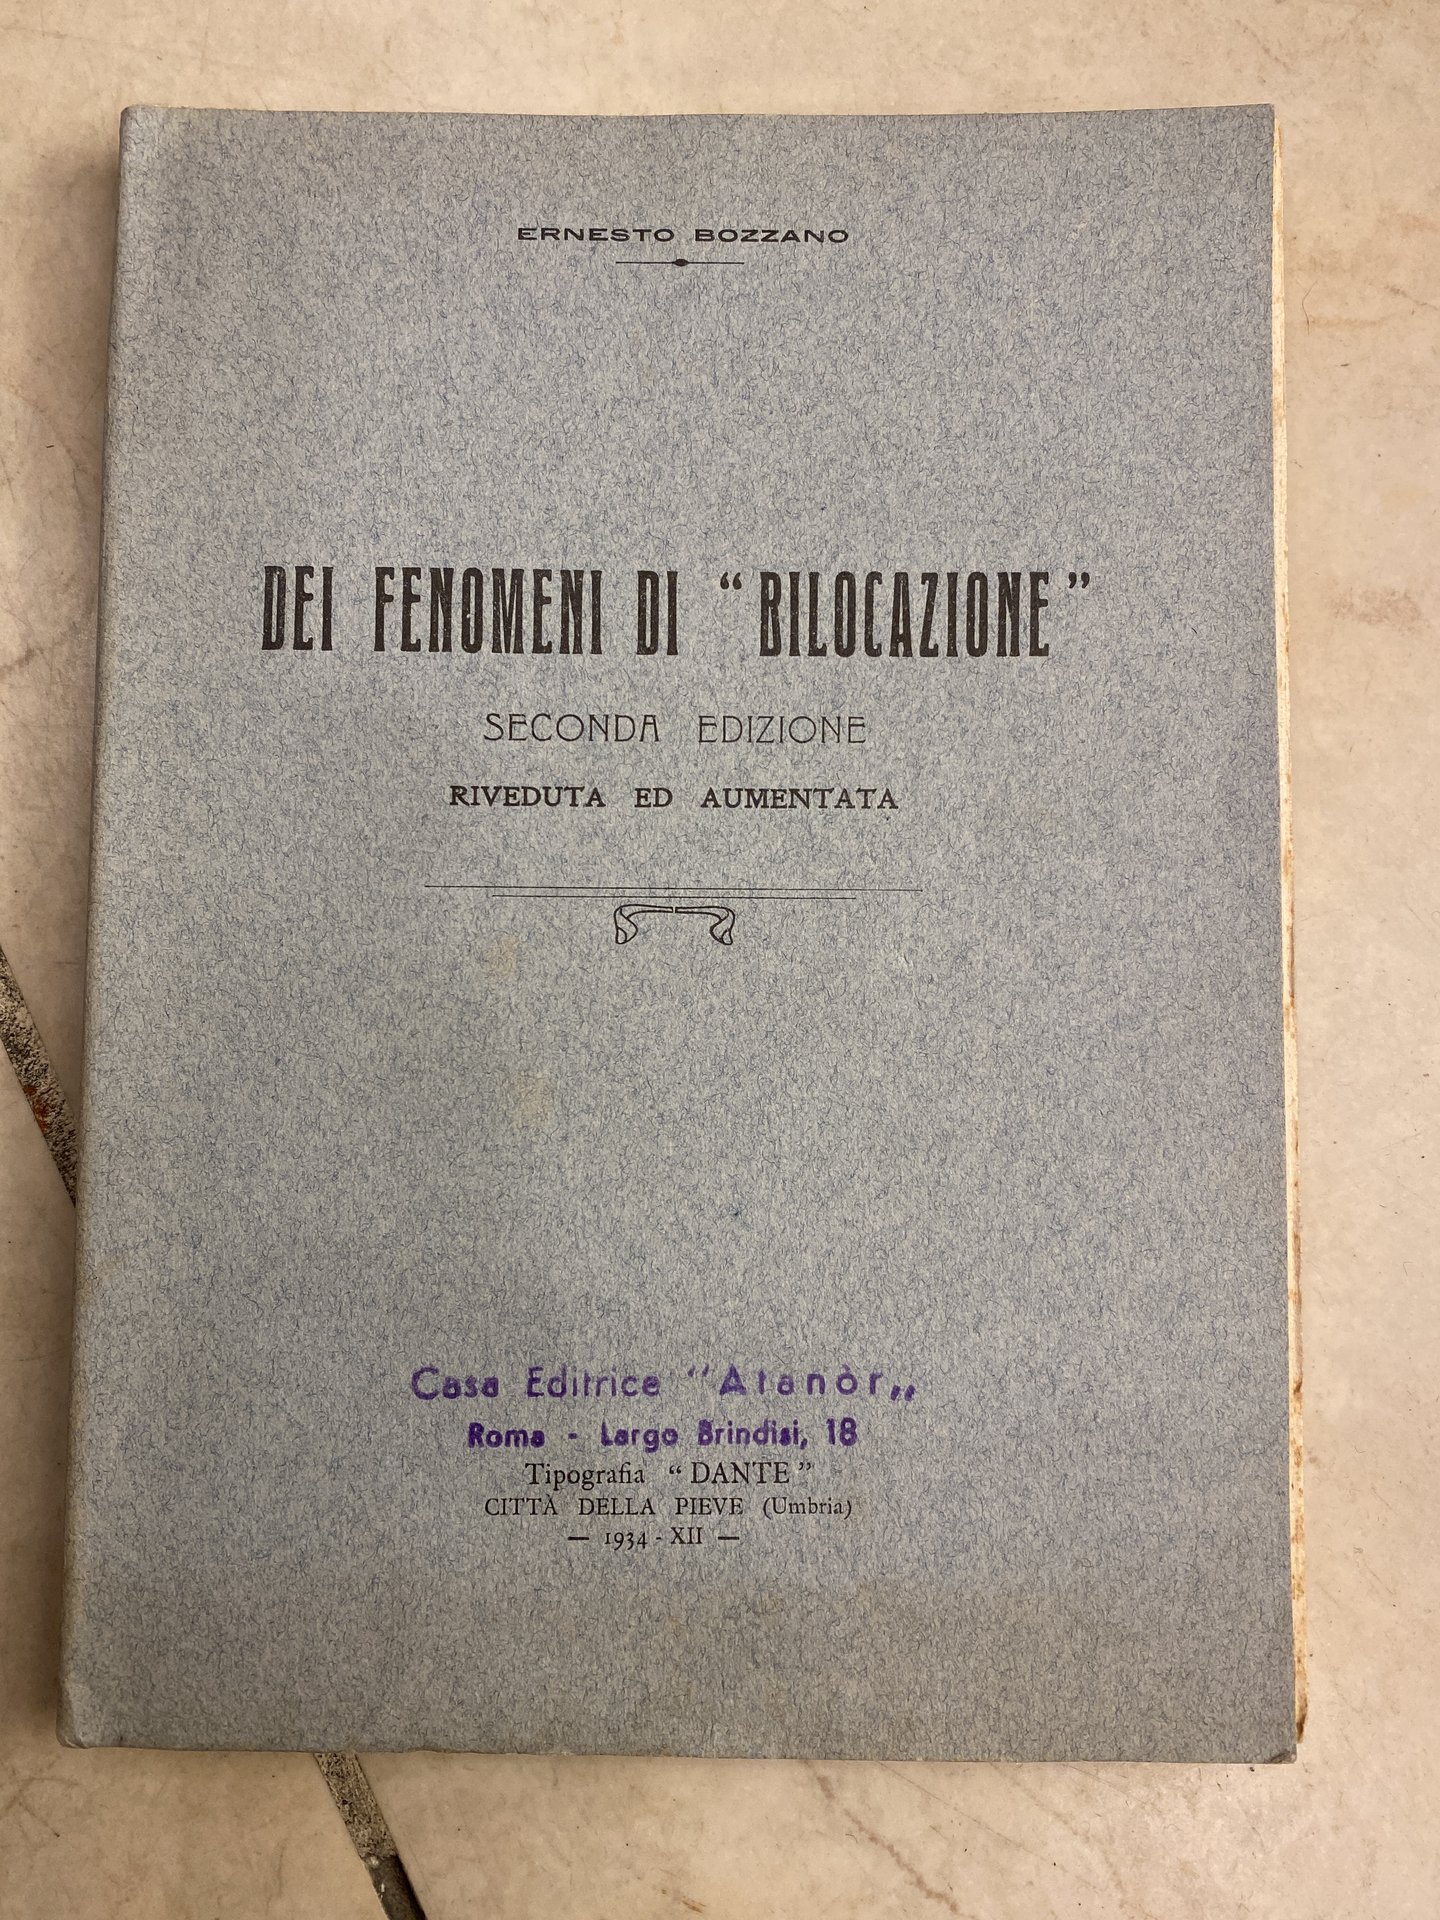 ERNESTO BOZZANO
DEI FENOMENI DI “BILOCAZIONE”
SECONDA EDIZIONE
RIVEDUTA ED AUMENTATA
Casa Editrice “Atanòr„
Roma - Largo Brindisi, 18
Tipografia “DANTE”
CITTÀ DELLA PIEVE (Umbria)
— 1934 - XII —